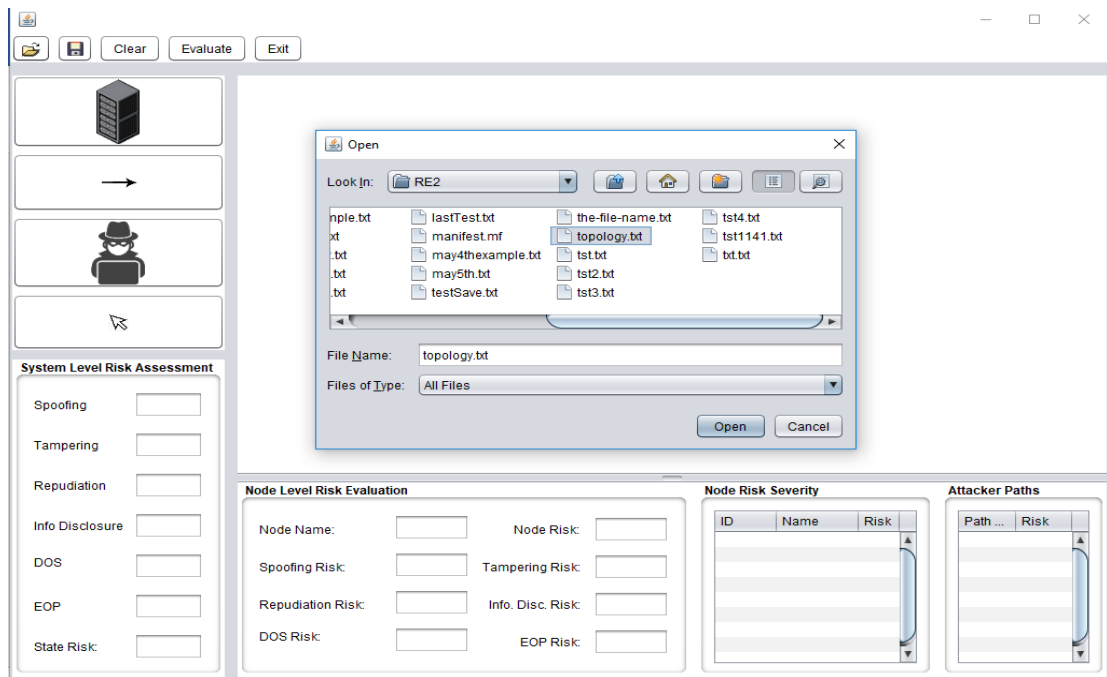 Clear Evaluate Exit
Open
Look In: RE2
nple.txt lastTest.txt the-file-name.txt tst4.txt
xt manifest.mf topology.txt tst1141.txt
:.txt may4thexample.txt tst.txt txt.txt
.txt may5th.txt tst2.txt
.txt testSave.txt tst3.txt
File Name: topology.txt
Files of Type: All Files
Open Cancel
System Level Risk Assessment
Spoofing
Tampering
Repudiation
Info Disclosure
DOS
EOP
State Risk:
Node Level Risk Evaluation
Node Name: Node Risk:
Spoofing Risk: Tampering Risk:
Repudiation Risk: Info. Disc. Risk:
DOS Risk: EOP Risk:
Node Risk Severity
ID Name Risk
Attacker Paths
Path ... Risk